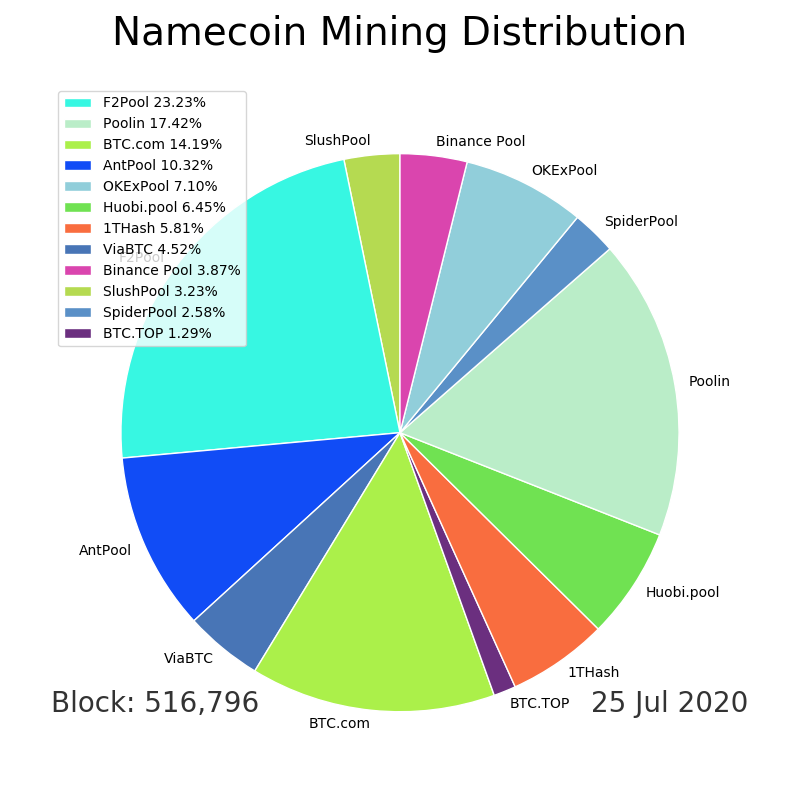 Namecoin Mining Distribution
F2Pool 23.23%
Poolin 17.42%
BTC.com 14.19%
AntPool 10.32%
OKExPool 7.10%
Huobi.pool 6.45%
1THash 5.81%
ViaBTC 4.52%
Binance Pool 3.87%
SlushPool 3.23%
SpiderPool 2.58%
BTC.TOP 1.29%
SlushPool
Binance Pool
OKExPool
SpiderPool
F2Pool
Poolin
AntPool
Huobi.pool
ViaBTC
1THash
BTC.TOP
BTC.com
Block: 516,796
25 Jul 2020